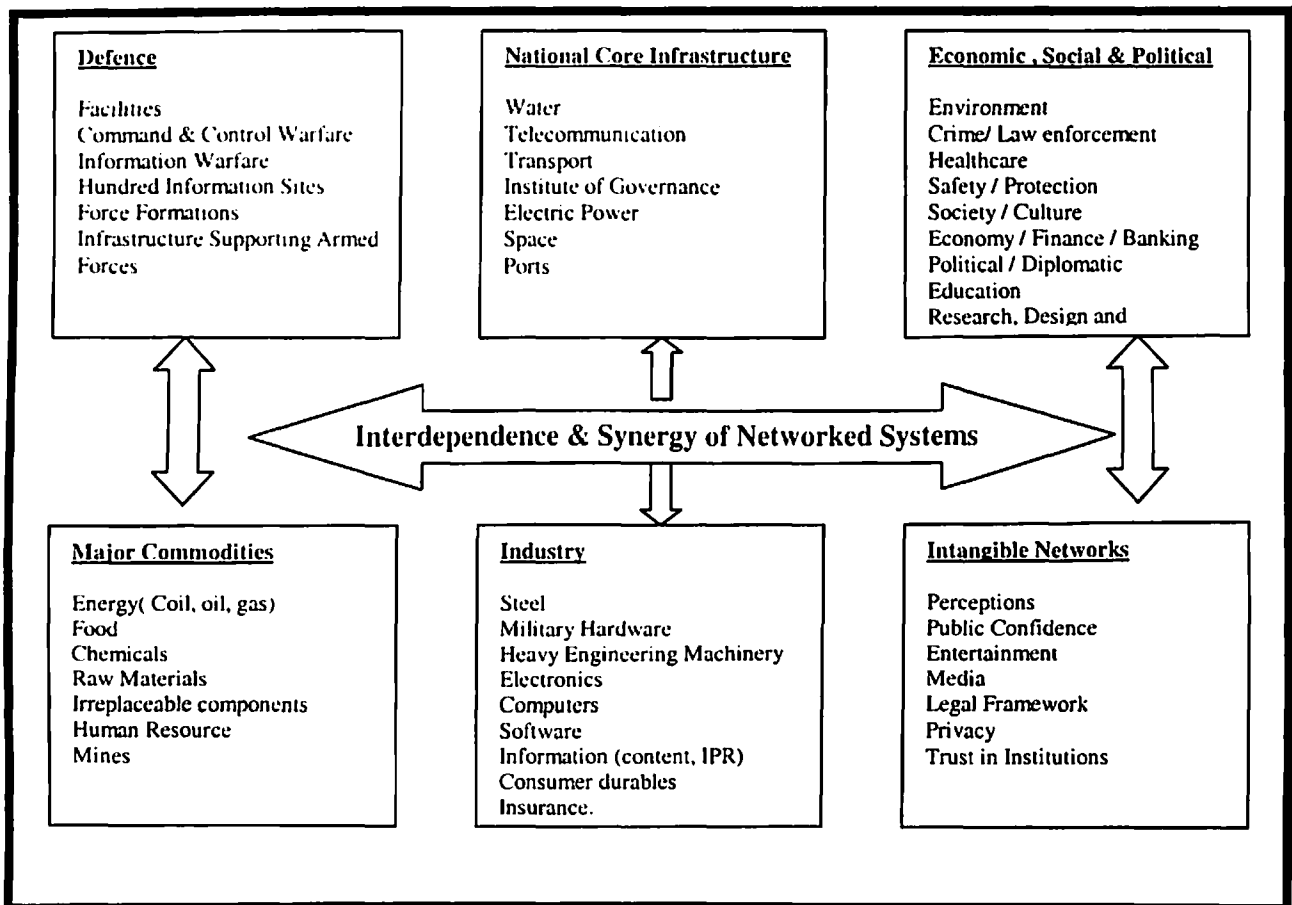 Defence
Facilities
Command & Control Warfare
Information Warfare
Hundred Information Sites
Force Formations
Infrastructure Supporting Armed
Forces
National Core Infrastructure
Water
Telecommunication
Transport
Institute of Governance
Electric Power
Space
Ports
Economic , Social & Political
Environment
Crime/ Law enforcement
Healthcare
Safety / Protection
Society / Culture
Economy / Finance / Banking
Political / Diplomatic
Education
Research, Design and
Interdependence & Synergy of Networked Systems
Major Commodities
Energy( Coil, oil, gas)
Food
Chemicals
Raw Materials
Irreplaceable components
Human Resource
Mines
Industry
Steel
Military Hardware
Heavy Engineering Machinery
Electronics
Computers
Software
Information (content, IPR)
Consumer durables
Insurance.
Intangible Networks
Perceptions
Public Confidence
Entertainment
Media
Legal Framework
Privacy
Trust in Institutions